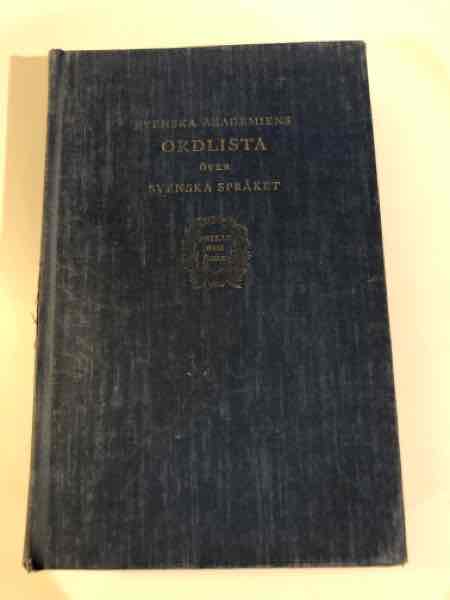 SVENSKA AKADEMIENS
ORDLISTA
ÖVER
SVENSKA SPRÅKET